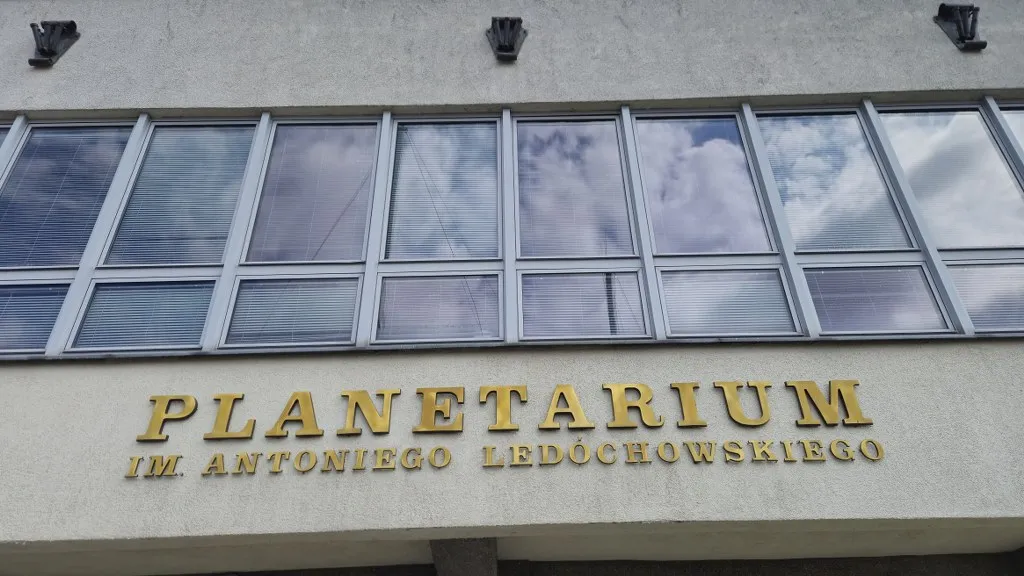 PLANETARIUM
IM. ANTONIEGO LEDÓCHOWSKIEGO